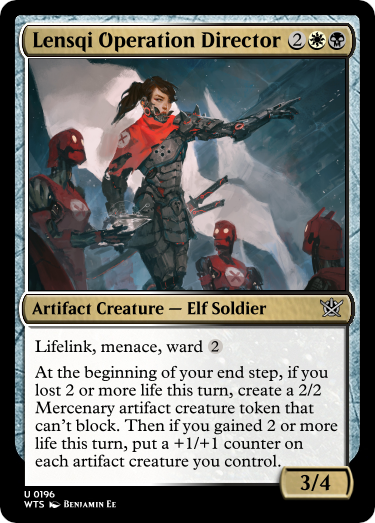 Lensqi Operation Director 2
Artifact Creature — Elf Soldier
Lifelink, menace, ward 2
At the beginning of your end step, if you
lost 2 or more life this turn, create a 2/2
Mercenary artifact creature token that
can't block. Then if you gained 2 or more
life this turn, put a +1/+1 counter on
each artifact creature you control.
3/4
U 0196
WTS Benjamin Ee